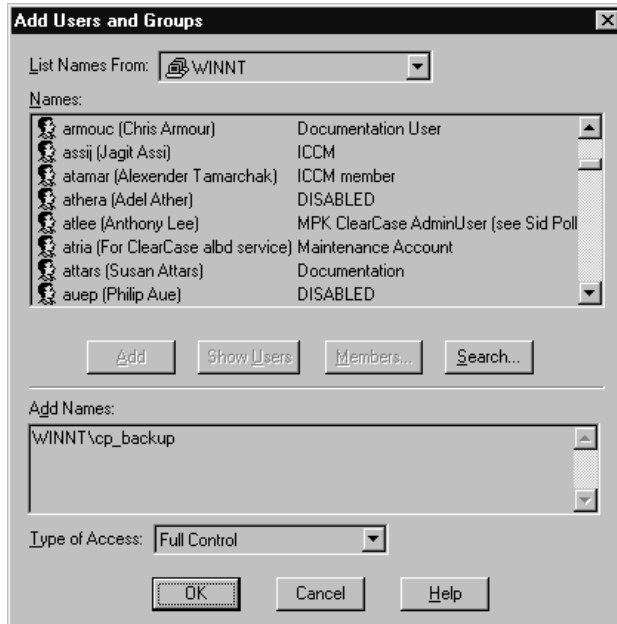 Add Users and Groups
List Names From: WINNT
Names:
armouc (Chris Armour) Documentation User
assij (Jagit Assi) ICCM
atamar (Alexender Tamarchak) ICCM member
athera (Adel Ather) DISABLED
atlee (Anthony Lee) MPK ClearCase AdminUser (see Sid Poll
atria (For ClearCase albd service) Maintenance Account
attars (Susan Attars) Documentation
auep (Philip Aue) DISABLED
Add Show Users Members... Search...
Add Names:
WINNT\cp_backup
Type of Access: Full Control
OK Cancel Help